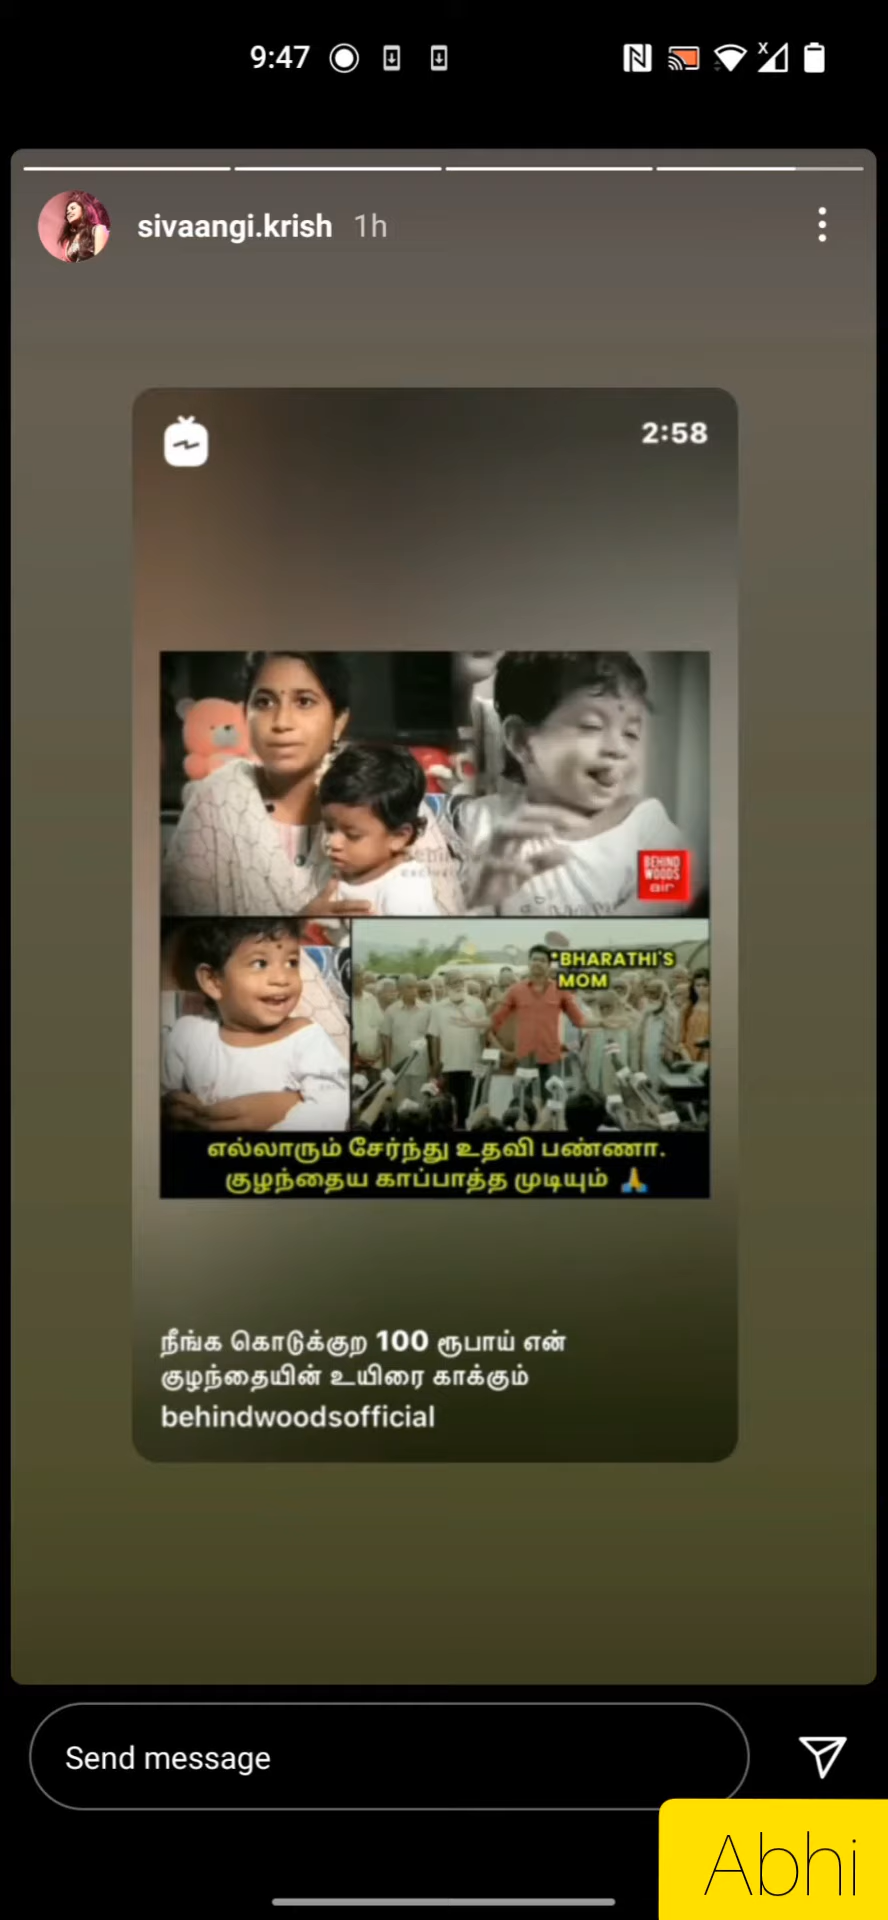 9:47
sivaangi.krish 1h
2:58
BEHIND
WOODS
air
*BHARATHI'S
MOM
எல்லாரும் சேர்ந்து உதவி பண்ணா.
குழந்தைய காப்பாத்த முடியும் 🙏
நீங்க கொடுக்குற 100 ரூபாய் என்
குழந்தையின் உயிரை காக்கும்
behindwoodsofficial
Send message
Abhi